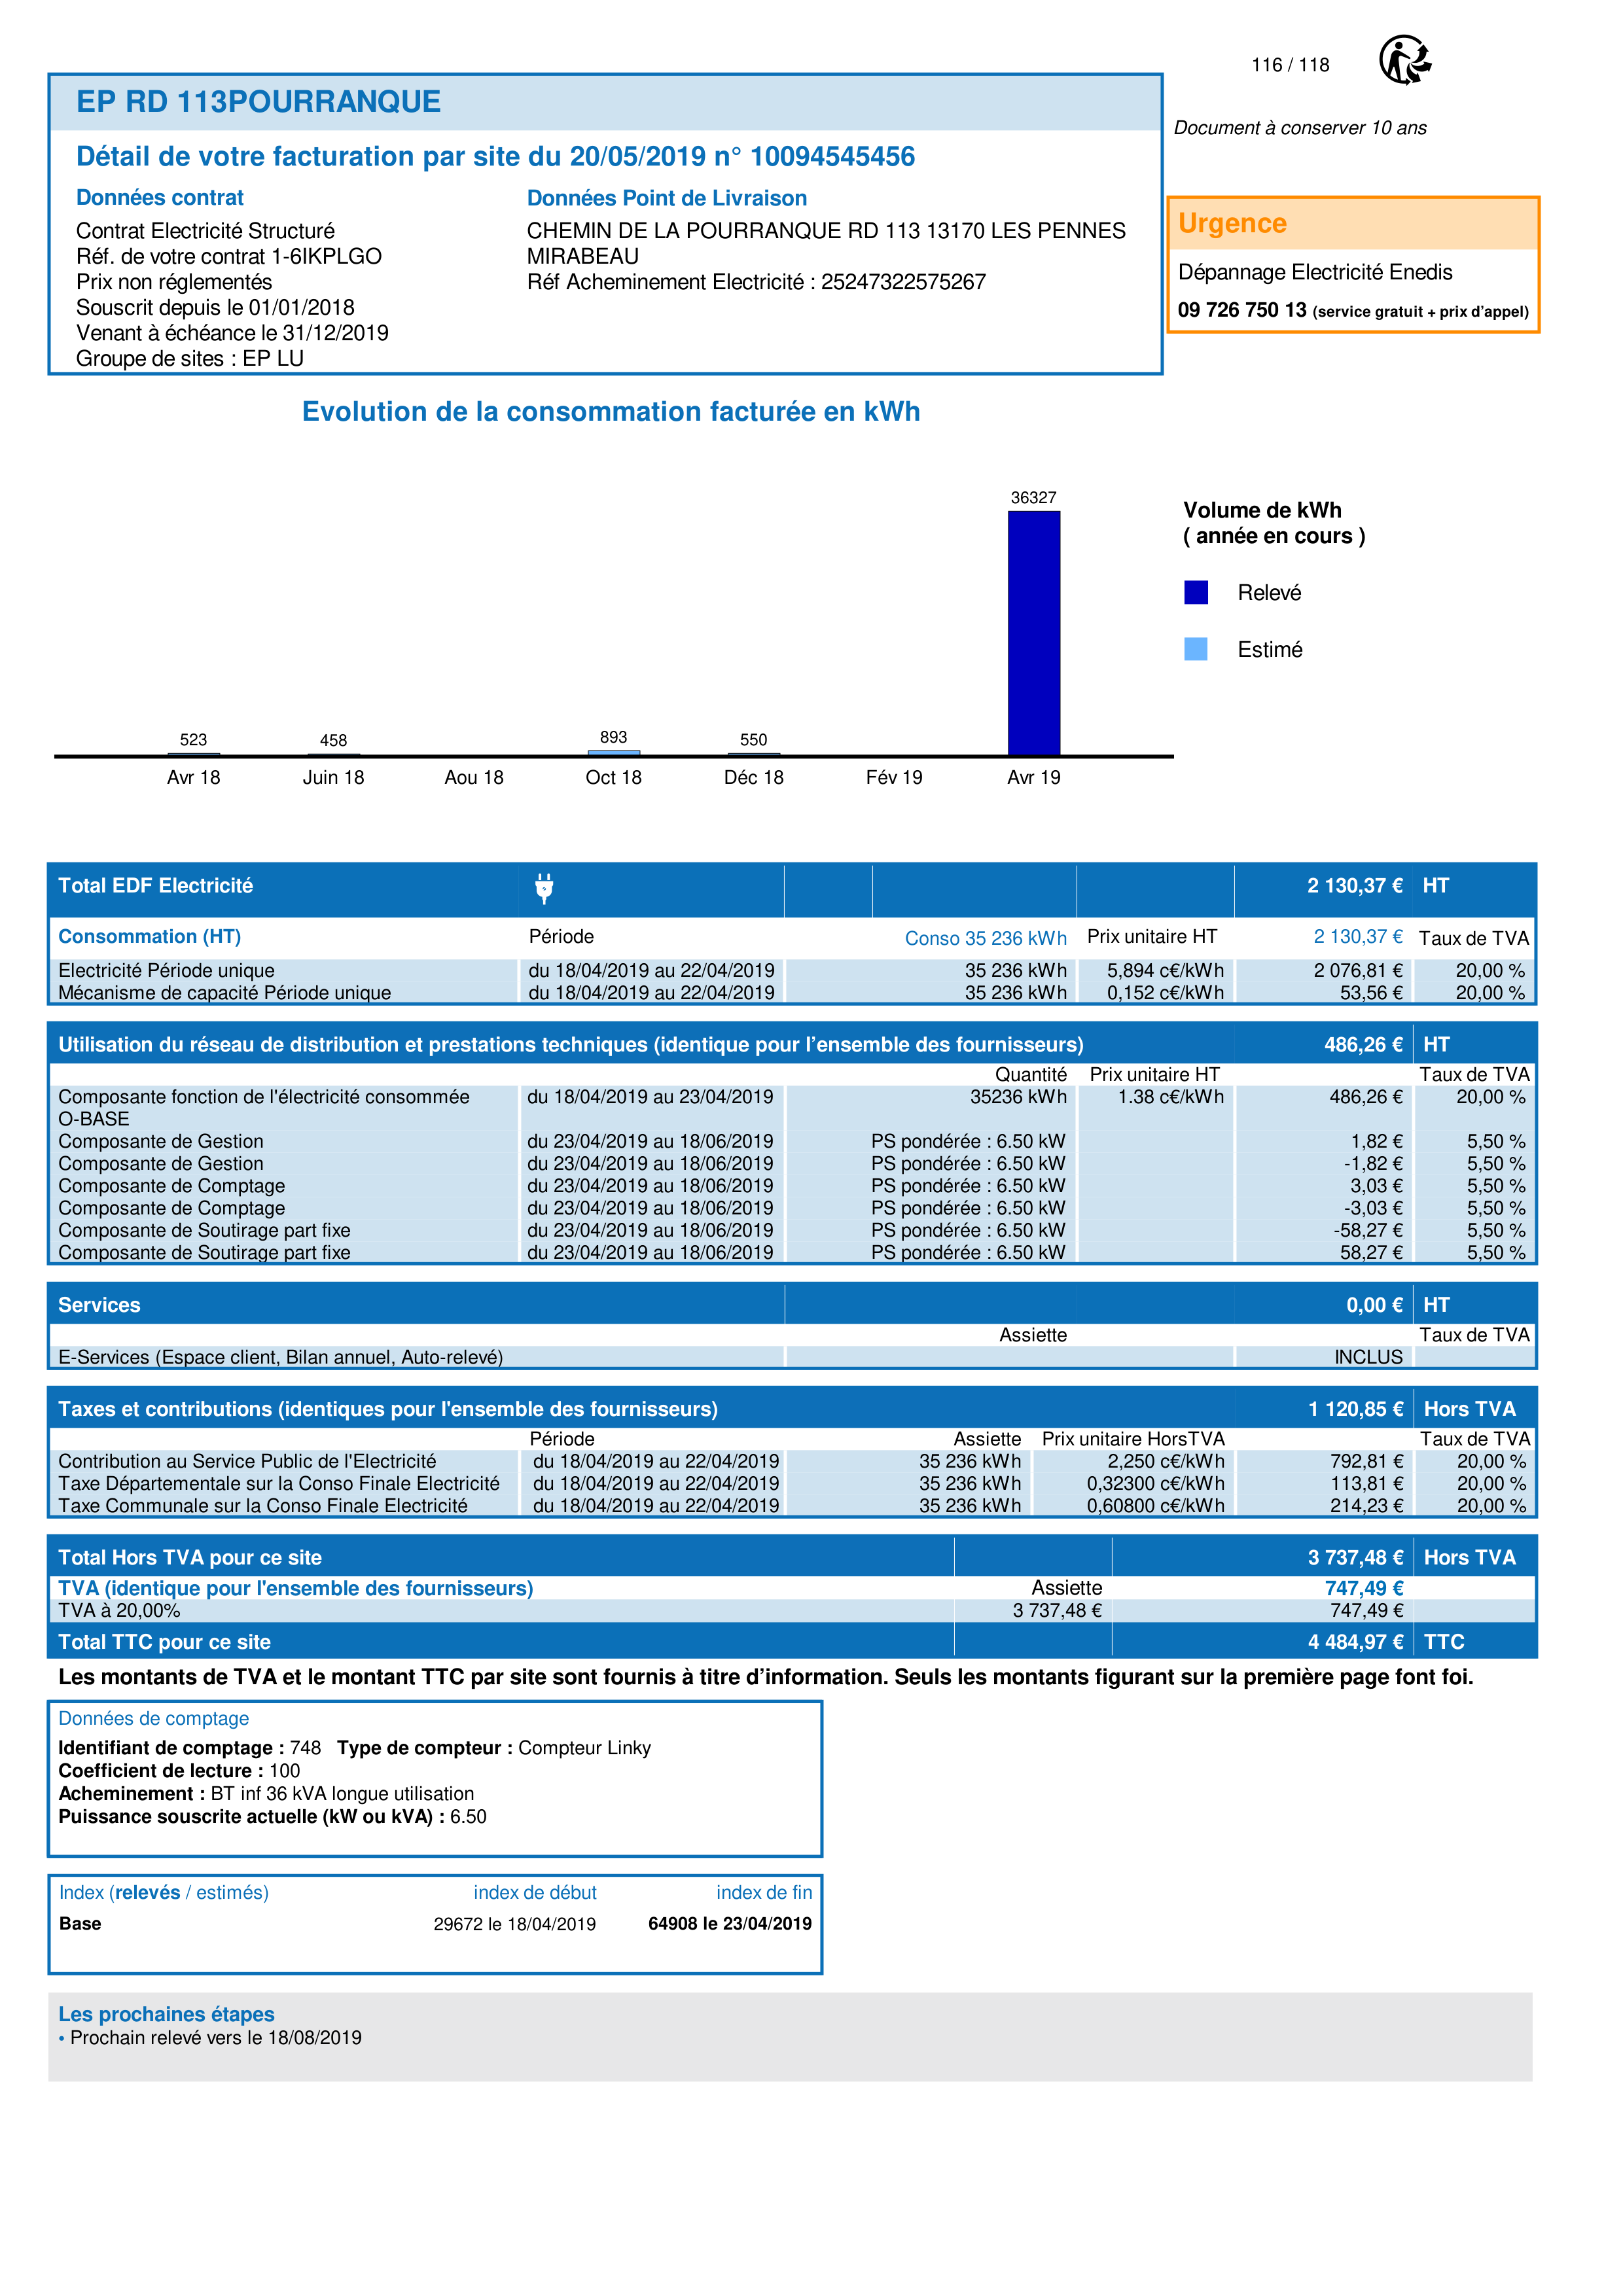 116 / 118
EP RD 113POURRANQUE
Document à conserver 10 ans
Détail de votre facturation par site du 20/05/2019 n° 10094545456
Données contrat
Contrat Electricité Structuré
Réf. de votre contrat 1-6IKPLGO
Prix non réglementés
Souscrit depuis le 01/01/2018
Venant à échéance le 31/12/2019
Groupe de sites : EP LU
Données Point de Livraison
CHEMIN DE LA POURRANQUE RD 113 13170 LES PENNES
MIRABEAU
Réf Acheminement Electricité : 25247322575267
Urgence
Dépannage Electricité Enedis
09 726 750 13 (service gratuit + prix d'appel)
Evolution de la consommation facturée en kWh
36327
523 458 893 550
Avr 18 Juin 18 Aou 18 Oct 18 Déc 18 Fév 19 Avr 19
Volume de kWh
( année en cours )
Relevé
Estimé
Total EDF Electricité 2 130,37 € HT
Consommation (HT) Période Conso 35 236 kWh Prix unitaire HT 2 130,37 € Taux de TVA
Electricité Période unique du 18/04/2019 au 22/04/2019 35 236 kWh 5,894 c€/kWh 2 076,81 € 20,00 %
Mécanisme de capacité Période unique du 18/04/2019 au 22/04/2019 35 236 kWh 0,152 c€/kWh 53,56 € 20,00 %
Utilisation du réseau de distribution et prestations techniques (identique pour l'ensemble des fournisseurs) 486,26 € HT
Quantité Prix unitaire HT Taux de TVA
Composante fonction de l'électricité consommée du 18/04/2019 au 23/04/2019 35236 kWh 1.38 c€/kWh 486,26 € 20,00 %
O-BASE
Composante de Gestion du 23/04/2019 au 18/06/2019 PS pondérée : 6.50 kW 1,82 € 5,50 %
Composante de Gestion du 23/04/2019 au 18/06/2019 PS pondérée : 6.50 kW -1,82 € 5,50 %
Composante de Comptage du 23/04/2019 au 18/06/2019 PS pondérée : 6.50 kW 3,03 € 5,50 %
Composante de Comptage du 23/04/2019 au 18/06/2019 PS pondérée : 6.50 kW -3,03 € 5,50 %
Composante de Soutirage part fixe du 23/04/2019 au 18/06/2019 PS pondérée : 6.50 kW -58,27 € 5,50 %
Composante de Soutirage part fixe du 23/04/2019 au 18/06/2019 PS pondérée : 6.50 kW 58,27 € 5,50 %
Services 0,00 € HT
Assiette Taux de TVA
E-Services (Espace client, Bilan annuel, Auto-relevé) INCLUS
Taxes et contributions (identiques pour l'ensemble des fournisseurs) 1 120,85 € Hors TVA
Période Assiette Prix unitaire HorsTVA Taux de TVA
Contribution au Service Public de l'Electricité du 18/04/2019 au 22/04/2019 35 236 kWh 2,250 c€/kWh 792,81 € 20,00 %
Taxe Départementale sur la Conso Finale Electricité du 18/04/2019 au 22/04/2019 35 236 kWh 0,32300 c€/kWh 113,81 € 20,00 %
Taxe Communale sur la Conso Finale Electricité du 18/04/2019 au 22/04/2019 35 236 kWh 0,60800 c€/kWh 214,23 € 20,00 %
Total Hors TVA pour ce site 3 737,48 € Hors TVA
TVA (identique pour l'ensemble des fournisseurs) Assiette 747,49 €
TVA à 20,00% 3 737,48 € 747,49 €
Total TTC pour ce site 4 484,97 € TTC
Les montants de TVA et le montant TTC par site sont fournis à titre d'information. Seuls les montants figurant sur la première page font foi.
Données de comptage
Identifiant de comptage : 748 Type de compteur : Compteur Linky
Coefficient de lecture : 100
Acheminement : BT inf 36 kVA longue utilisation
Puissance souscrite actuelle (kW ou kVA) : 6.50
Index (relevés / estimés) index de début index de fin
Base 29672 le 18/04/2019 64908 le 23/04/2019
Les prochaines étapes
• Prochain relevé vers le 18/08/2019